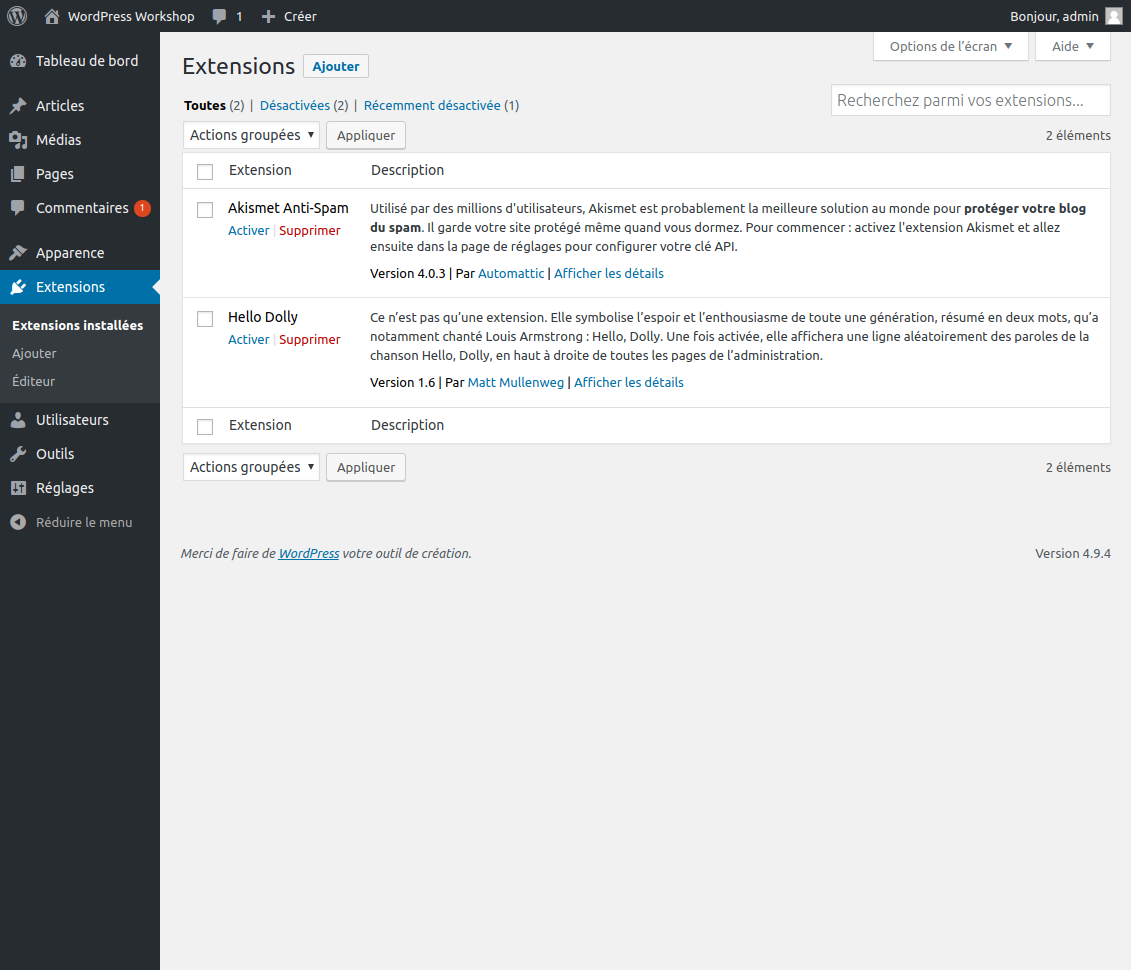 WordPress Workshop 1 Créer Bonjour, admin
Options de l’écran ▼ Aide ▼
Tableau de bord
Articles
Médias
Pages
Commentaires 1
Apparence
Extensions
Extensions installées
Ajouter
Éditeur
Utilisateurs
Outils
Réglages
Réduire le menu
Extensions Ajouter
Toutes (2) | Désactivées (2) | Récemment désactivée (1)
Recherchez parmi vos extensions...
Actions groupées ▼ Appliquer 2 éléments
Extension Description
Akismet Anti-Spam
Activer | Supprimer
Utilisé par des millions d'utilisateurs, Akismet est probablement la meilleure solution au monde pour protéger votre blog
du spam. Il garde votre site protégé même quand vous dormez. Pour commencer : activez l'extension Akismet et allez
ensuite dans la page de réglages pour configurer votre clé API.
Version 4.0.3 | Par Automattic | Afficher les détails
Hello Dolly
Activer | Supprimer
Ce n’est pas qu’une extension. Elle symbolise l’espoir et l’enthousiasme de toute une génération, résumé en deux mots, qu’a
notamment chanté Louis Armstrong : Hello, Dolly. Une fois activée, elle affichera une ligne aléatoirement des paroles de la
chanson Hello, Dolly, en haut à droite de toutes les pages de l’administration.
Version 1.6 | Par Matt Mullenweg | Afficher les détails
Extension Description
Actions groupées ▼ Appliquer 2 éléments
Merci de faire de WordPress votre outil de création. Version 4.9.4